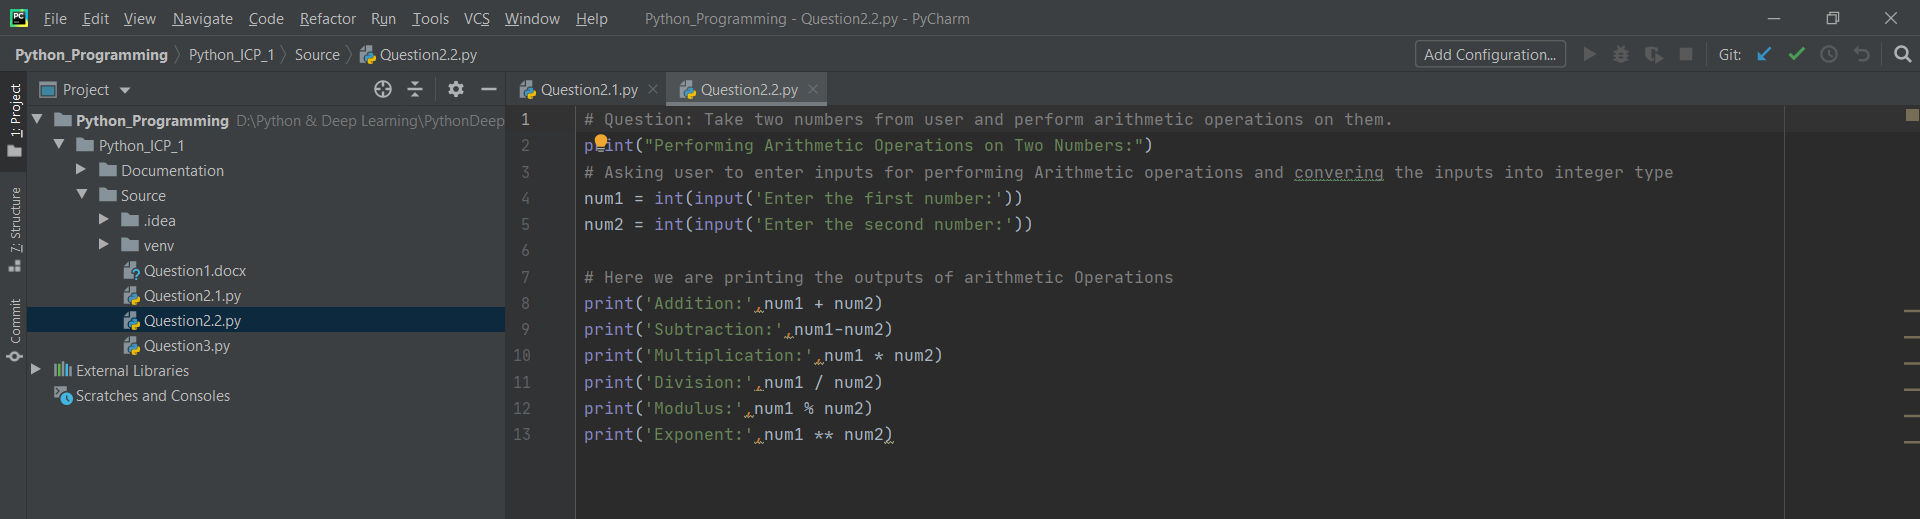 PC File Edit View Navigate Code Refactor Run Tools VCS Window Help Python_Programming - Question2.2.py - PyCharm
Python_Programming Python_ICP_1 Source Question2.2.py Add Configuration... Git:
1: Project
Project
Python_Programming D:\Python & Deep Learning\PythonDeep
Python_ICP_1
Documentation
Source
.idea
venv
Question1.docx
Question2.1.py
Question2.2.py
Question3.py
External Libraries
Scratches and Consoles
7: Structure
Commit
Question2.1.py Question2.2.py
1 # Question: Take two numbers from user and perform arithmetic operations on them.
2 print("Performing Arithmetic Operations on Two Numbers:")
3 # Asking user to enter inputs for performing Arithmetic operations and convering the inputs into integer type
4 num1 = int(input('Enter the first number:'))
5 num2 = int(input('Enter the second number:'))
6
7 # Here we are printing the outputs of arithmetic Operations
8 print('Addition:',num1 + num2)
9 print('Subtraction:',num1-num2)
10 print('Multiplication:',num1 * num2)
11 print('Division:',num1 / num2)
12 print('Modulus:',num1 % num2)
13 print('Exponent:',num1 ** num2)